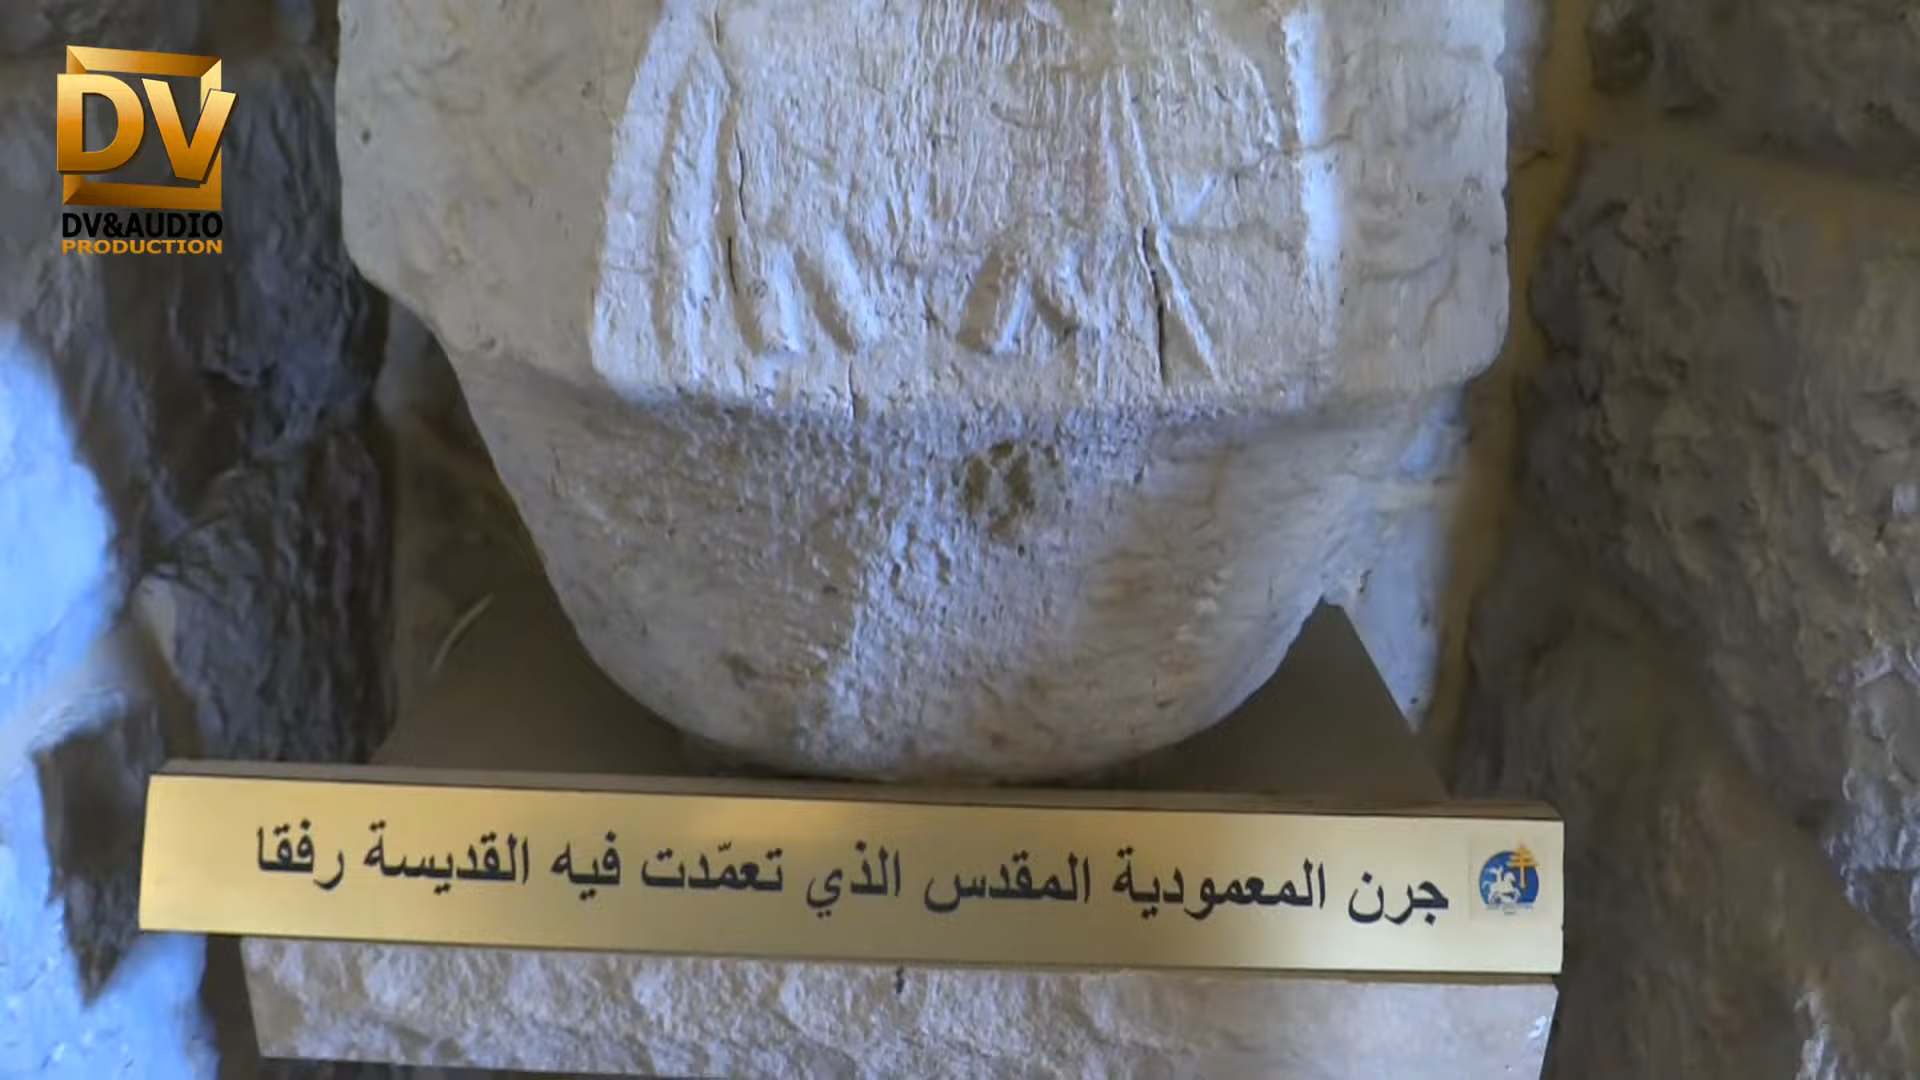 DV
DV&AUDIO
PRODUCTION
جرن المعمودية المقدس الذي تعمّدت فيه القديسة رفقا